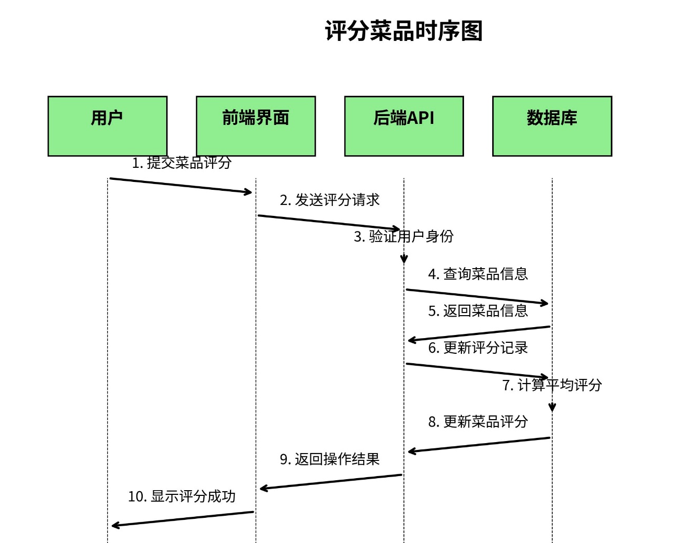 评分菜品时序图
用户
前端界面
后端API
数据库
1. 提交菜品评分
2. 发送评分请求
3. 验证用户身份
4. 查询菜品信息
5. 返回菜品信息
6. 更新评分记录
7. 计算平均评分
8. 更新菜品评分
9. 返回操作结果
10. 显示评分成功